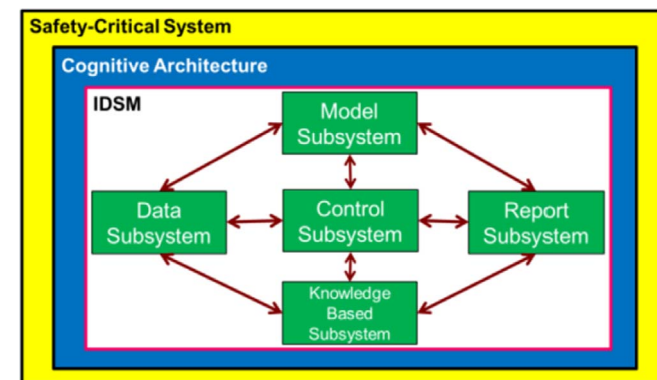 Safety-Critical System
Cognitive Architecture
IDSM
Model
Subsystem
Data
Subsystem
Control
Subsystem
Report
Subsystem
Knowledge
Based
Subsystem